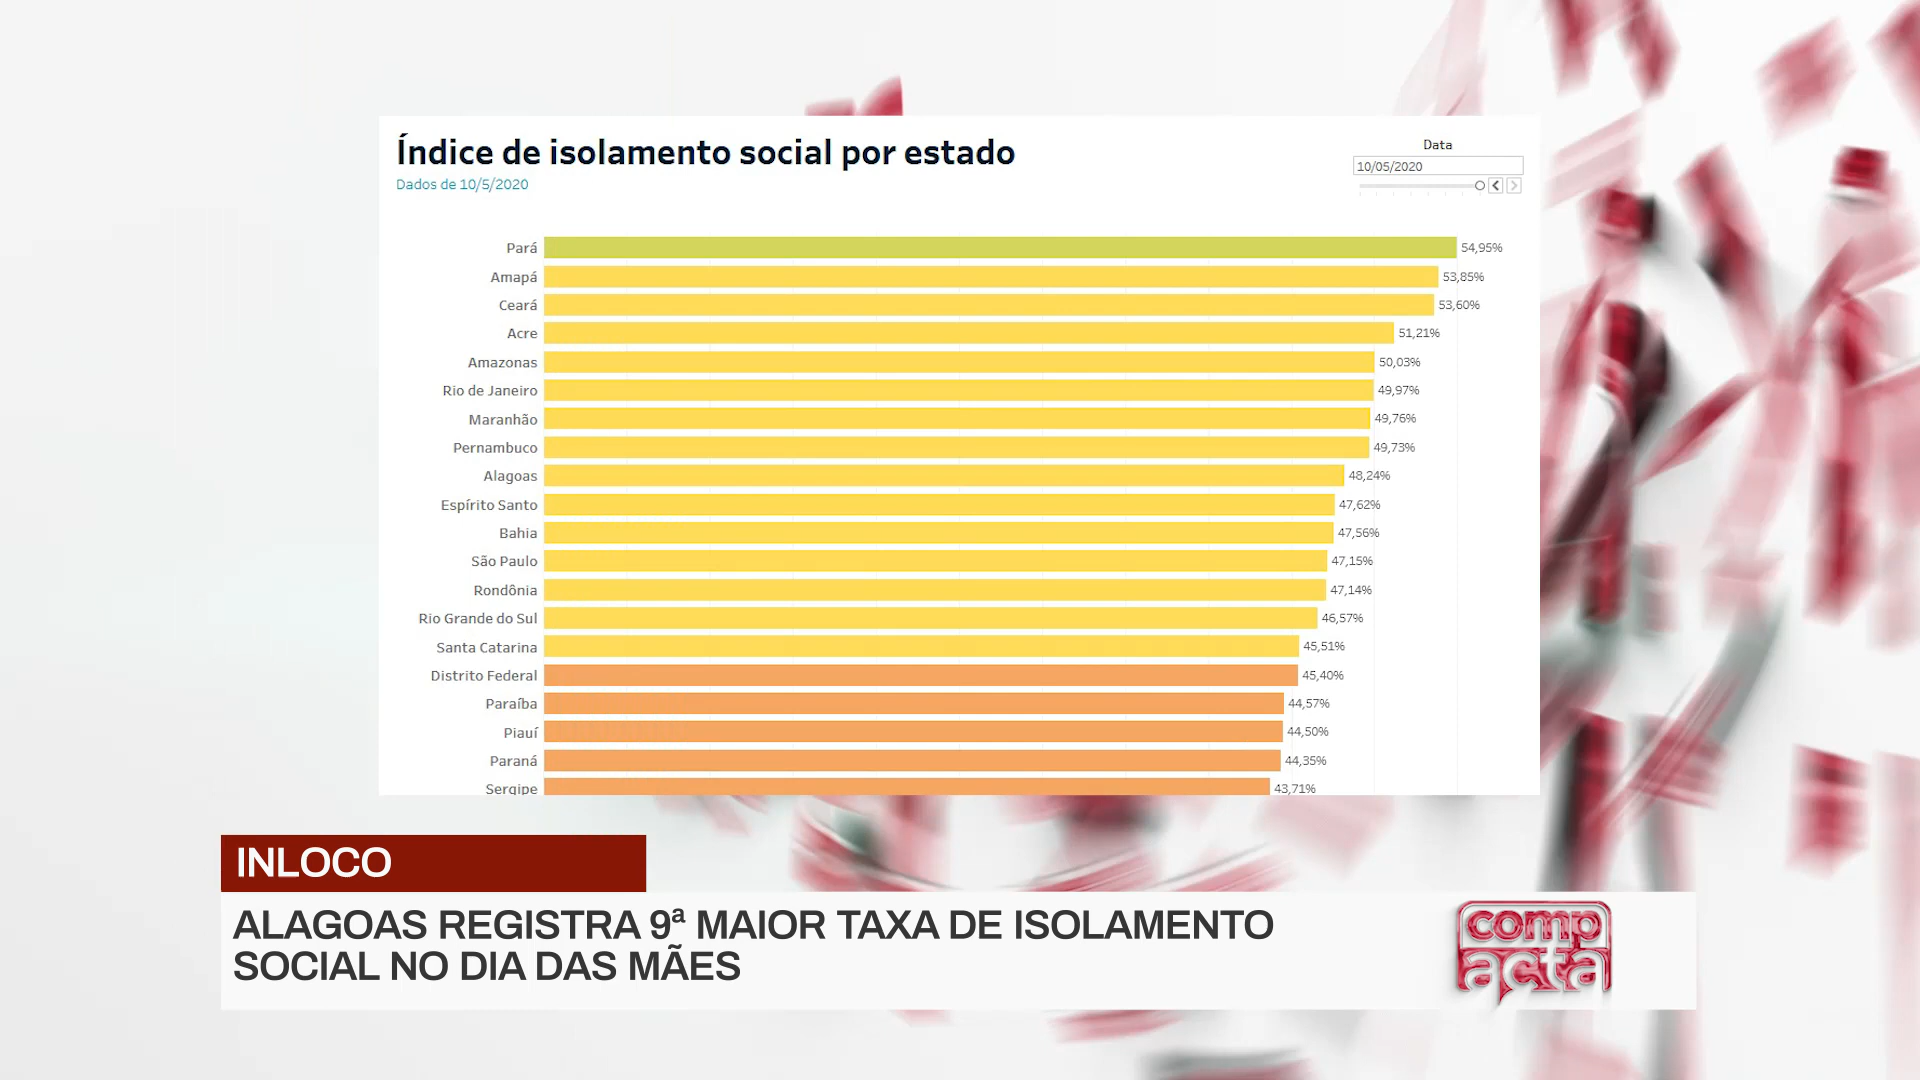 Índice de isolamento social por estado
Dados de 10/5/2020
Data
10/05/2020
Pará 54,95%
Amapá 53,85%
Ceará 53,60%
Acre 51,21%
Amazonas 50,03%
Rio de Janeiro 49,97%
Maranhão 49,76%
Pernambuco 49,73%
Alagoas 48,24%
Espírito Santo 47,62%
Bahia 47,56%
São Paulo 47,15%
Rondônia 47,14%
Rio Grande do Sul 46,57%
Santa Catarina 45,51%
Distrito Federal 45,40%
Paraíba 44,57%
Piauí 44,50%
Paraná 44,35%
Sergipe 43,71%
INLOCO
ALAGOAS REGISTRA 9ª MAIOR TAXA DE ISOLAMENTO
SOCIAL NO DIA DAS MÃES
comp
acta